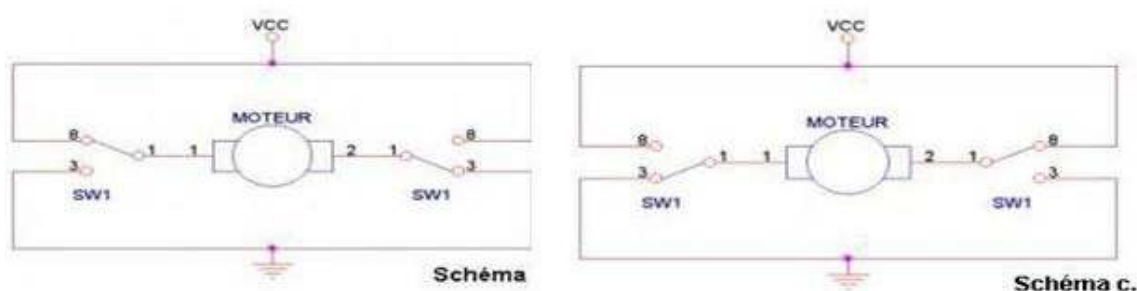 VCC
MOTEUR
8 1 1 2 1 8
3 3
SW1 SW1
Schéma
VCC
MOTEUR
8 1 1 2 1 8
3 3
SW1 SW1
Schéma c.